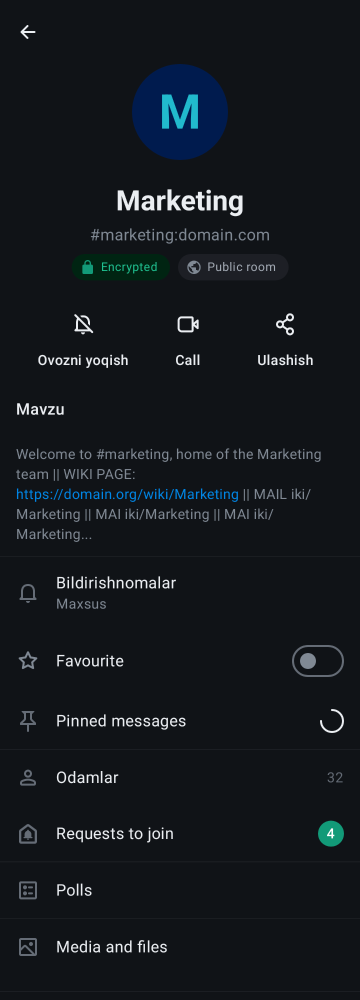 M
Marketing
#marketing:domain.com
Encrypted
Public room
Ovozni yoqish
Call
Ulashish
Mavzu
Welcome to #marketing, home of the Marketing
team || WIKI PAGE:
https://domain.org/wiki/Marketing || MAIL iki/
Marketing || MAI iki/Marketing || MAI iki/
Marketing...
Bildirishnomalar
Maxsus
Favourite
Pinned messages
Odamlar 32
Requests to join 4
Polls
Media and files